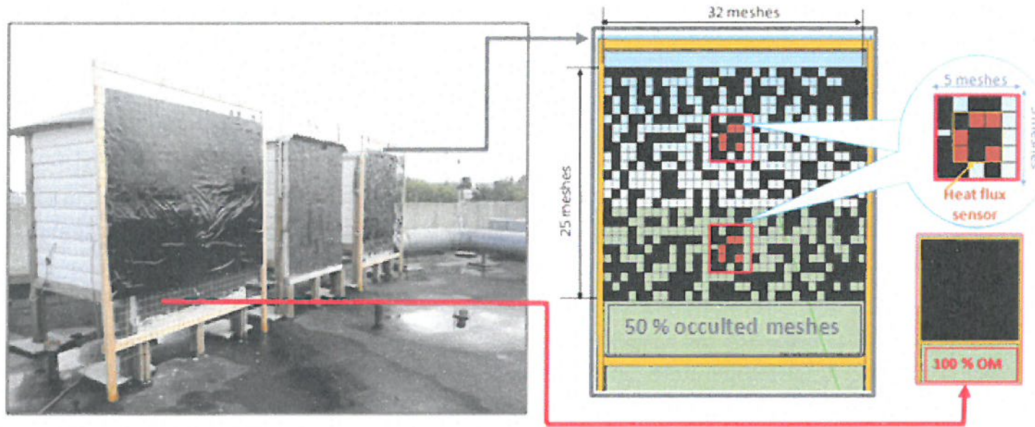 32 meshes
25 meshes
5 meshes
Heat flux
sensor
50 % occulted meshes
100 % OM